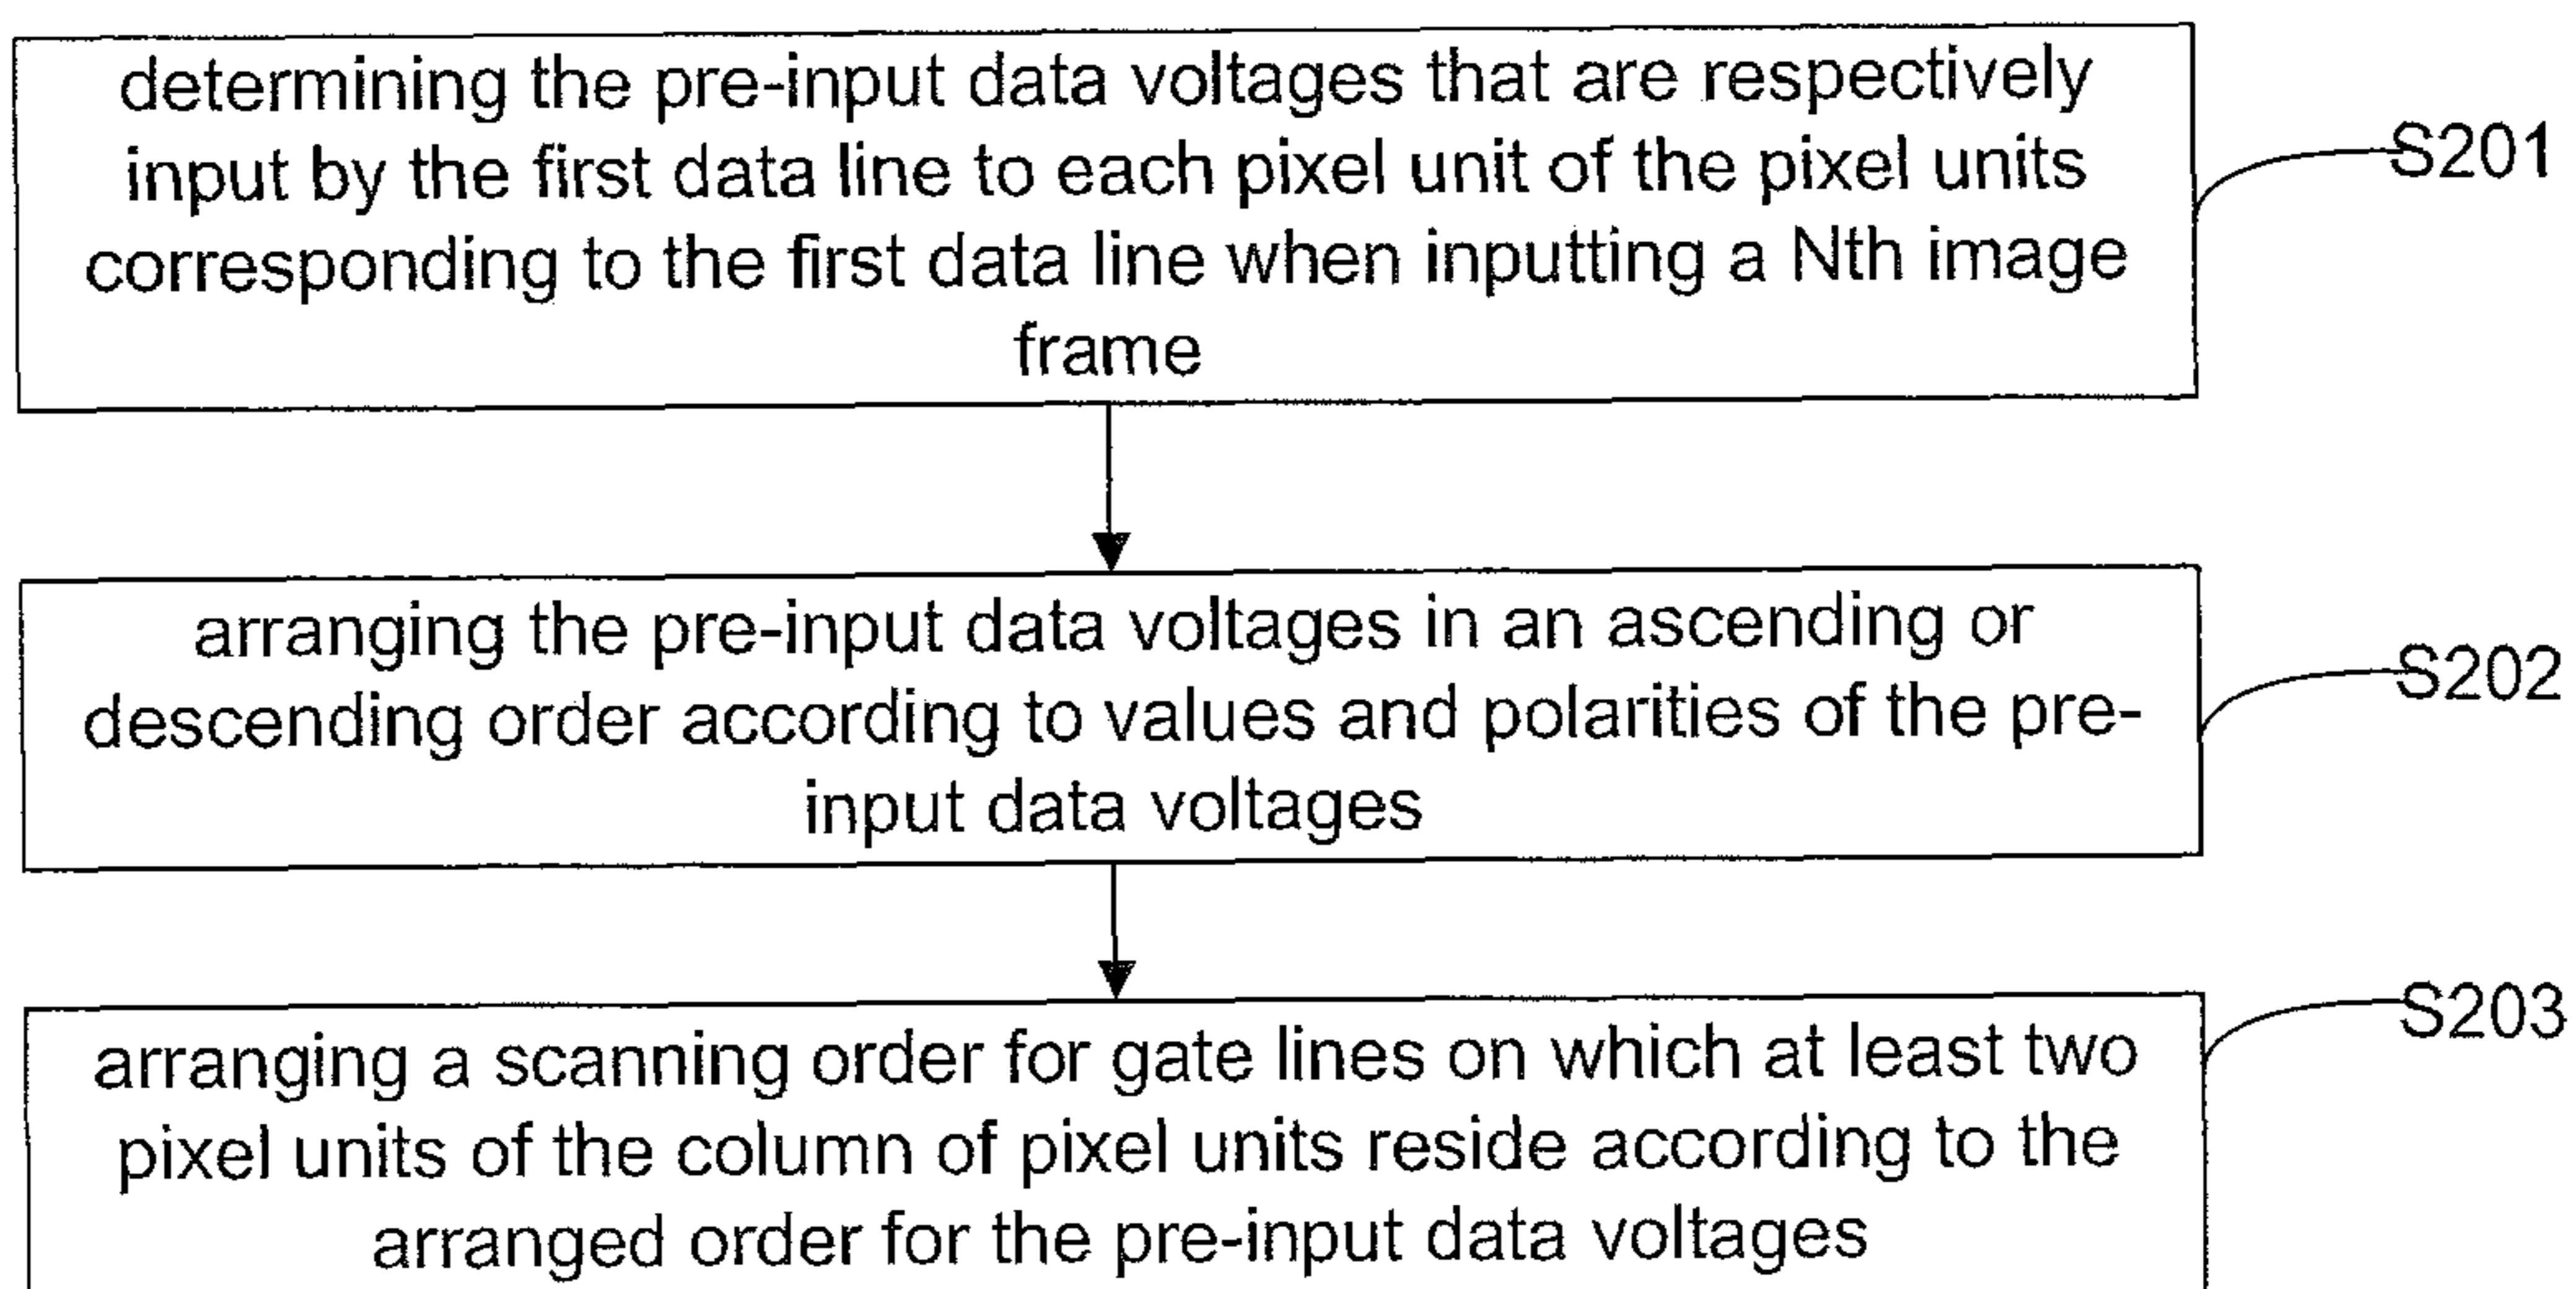 determining the pre-input data voltages that are respectively
input by the first data line to each pixel unit of the pixel units
corresponding to the first data line when inputting a Nth image
frame
S201
arranging the pre-input data voltages in an ascending or
descending order according to values and polarities of the pre-
input data voltages
S202
arranging a scanning order for gate lines on which at least two
pixel units of the column of pixel units reside according to the
arranged order for the pre-input data voltages
S203